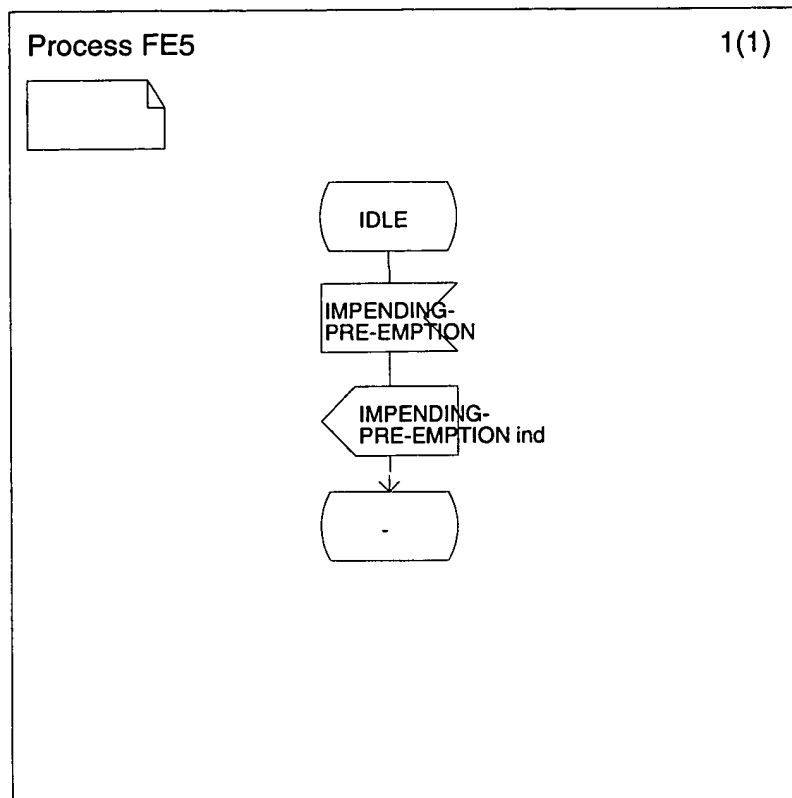 Process FE5
1(1)
IDLE
IMPENDING-
PRE-EMPTION
IMPENDING-
PRE-EMPTION ind
-